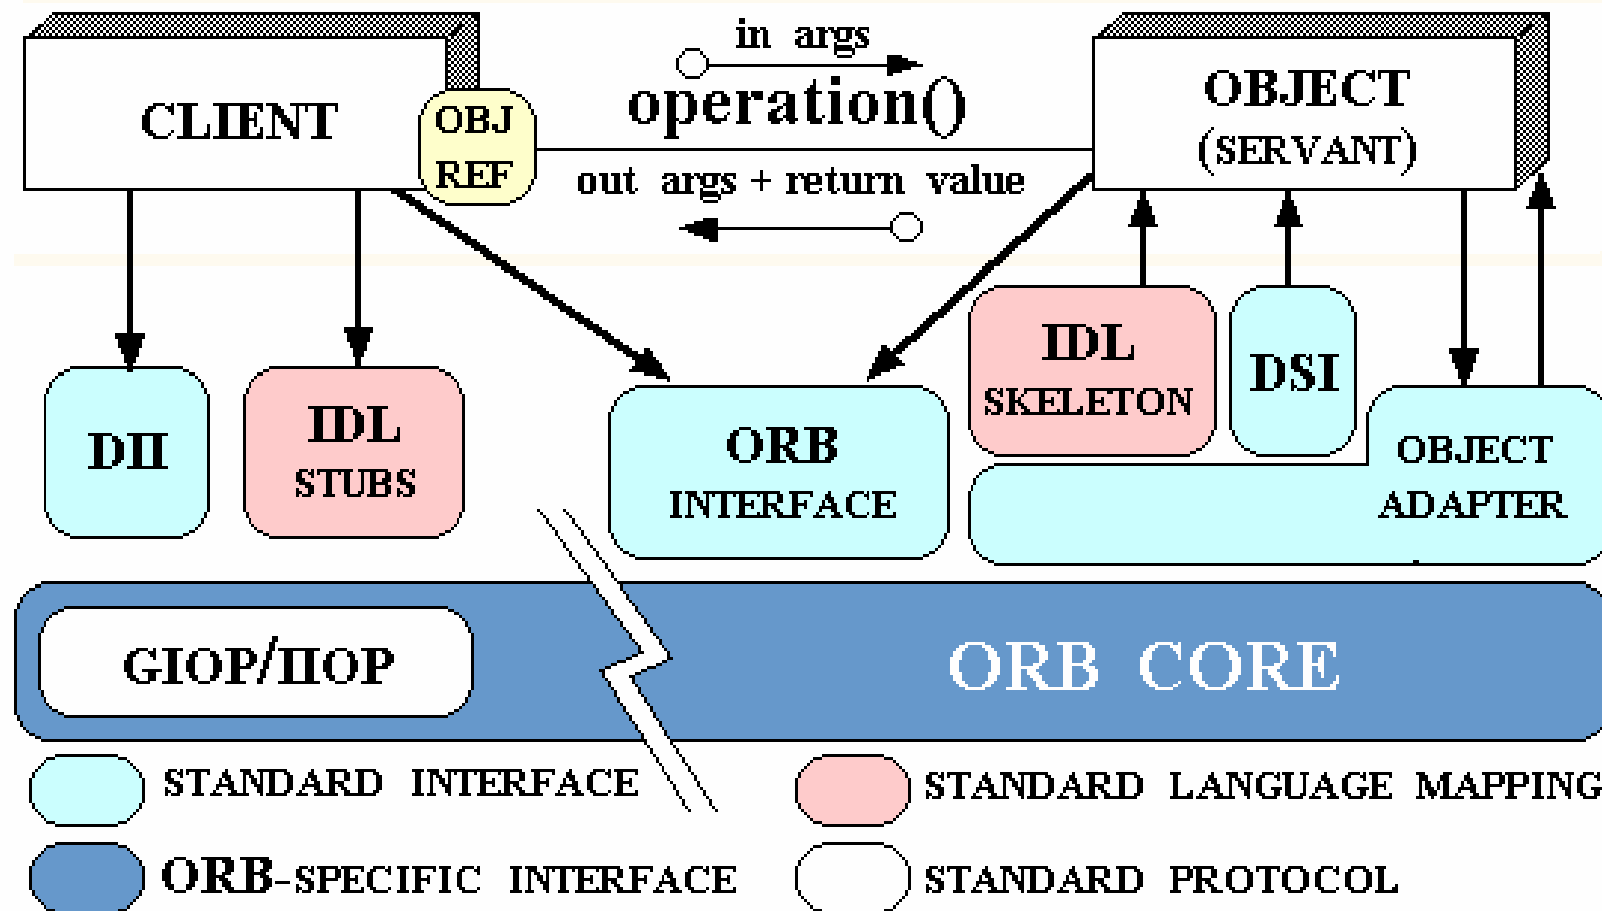 in args
operation()
out args + return value
CLIENT
OBJ
REF
OBJECT
(SERVANT)
DII
IDL
STUBS
ORB
INTERFACE
IDL
SKELETON
DSI
OBJECT
ADAPTER
GIOP/IIOP
ORB CORE
STANDARD INTERFACE
STANDARD LANGUAGE MAPPING
ORB-SPECIFIC INTERFACE
STANDARD PROTOCOL